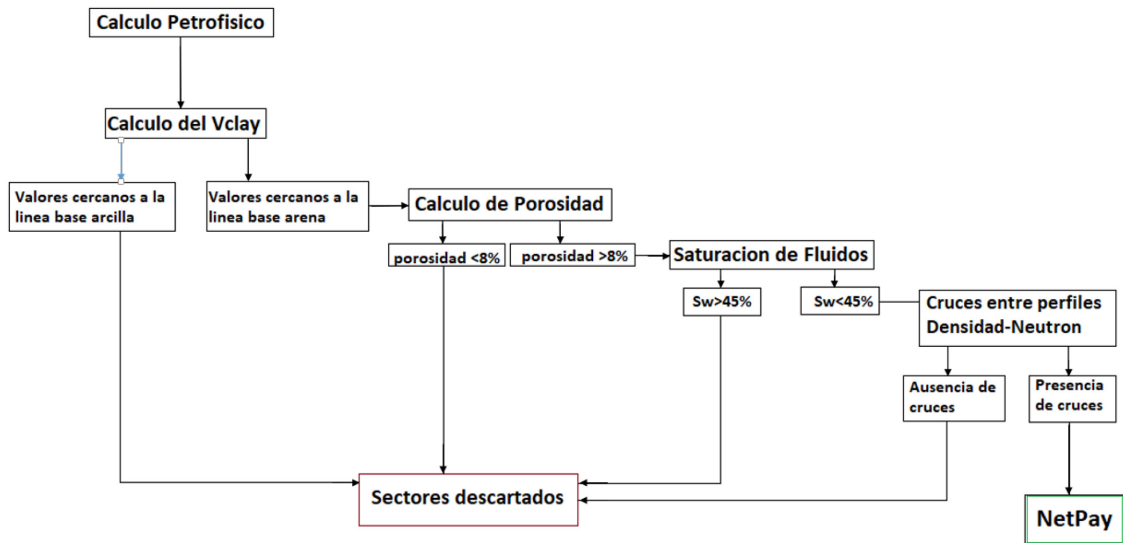 Calculo Petrofisico
Calculo del Vclay
Valores cercanos a la
linea base arcilla
Valores cercanos a la
linea base arena
Calculo de Porosidad
porosidad <8%
porosidad >8%
Saturacion de Fluidos
Sw>45%
Sw<45%
Cruces entre perfiles
Densidad-Neutron
Ausencia de
cruces
Presencia
de cruces
Sectores descartados
NetPay